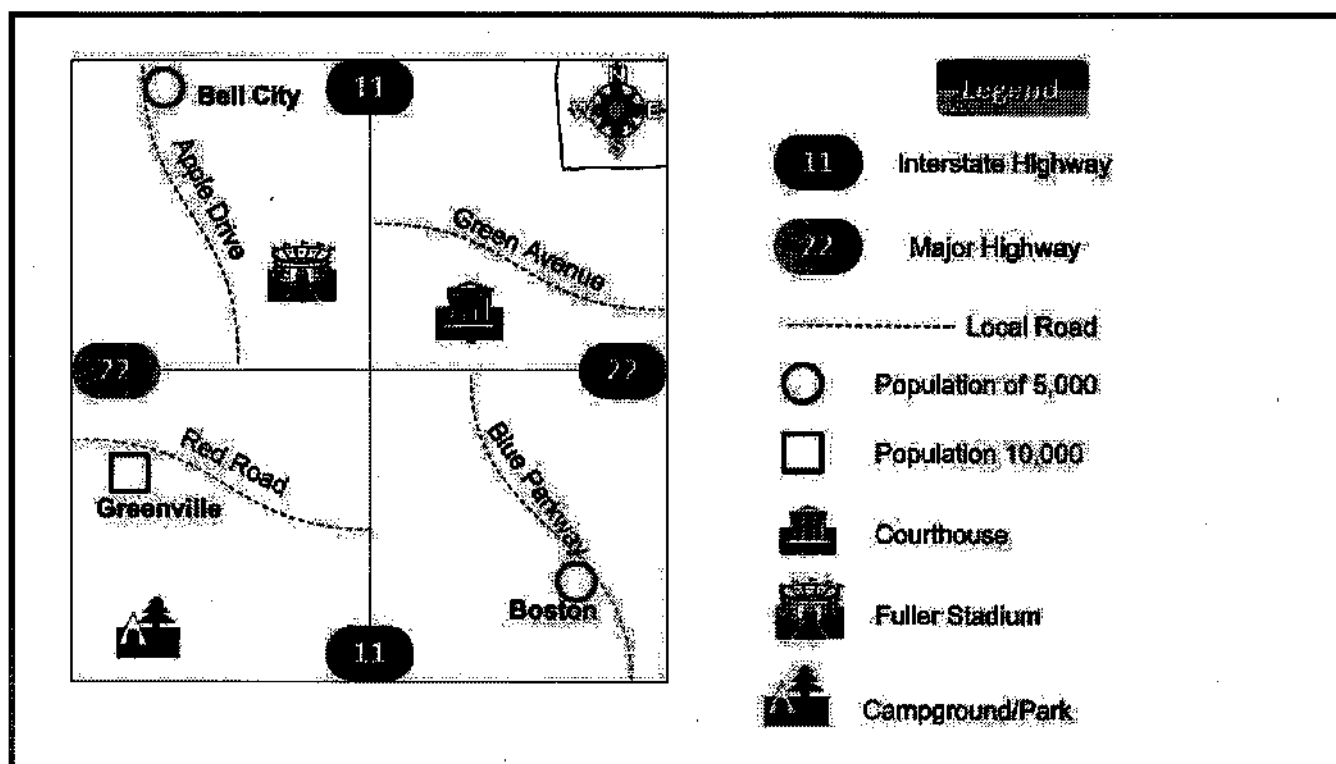 Bell City
11
N
W E
S
Apple Drive
Green Avenue
22
22
Red Road
Greenville
Blue Parkway
Boston
11
Legend
11 Interstate Highway
22 Major Highway
Local Road
Population of 5,000
Population 10,000
Courthouse
Fuller Stadium
Campground/Park